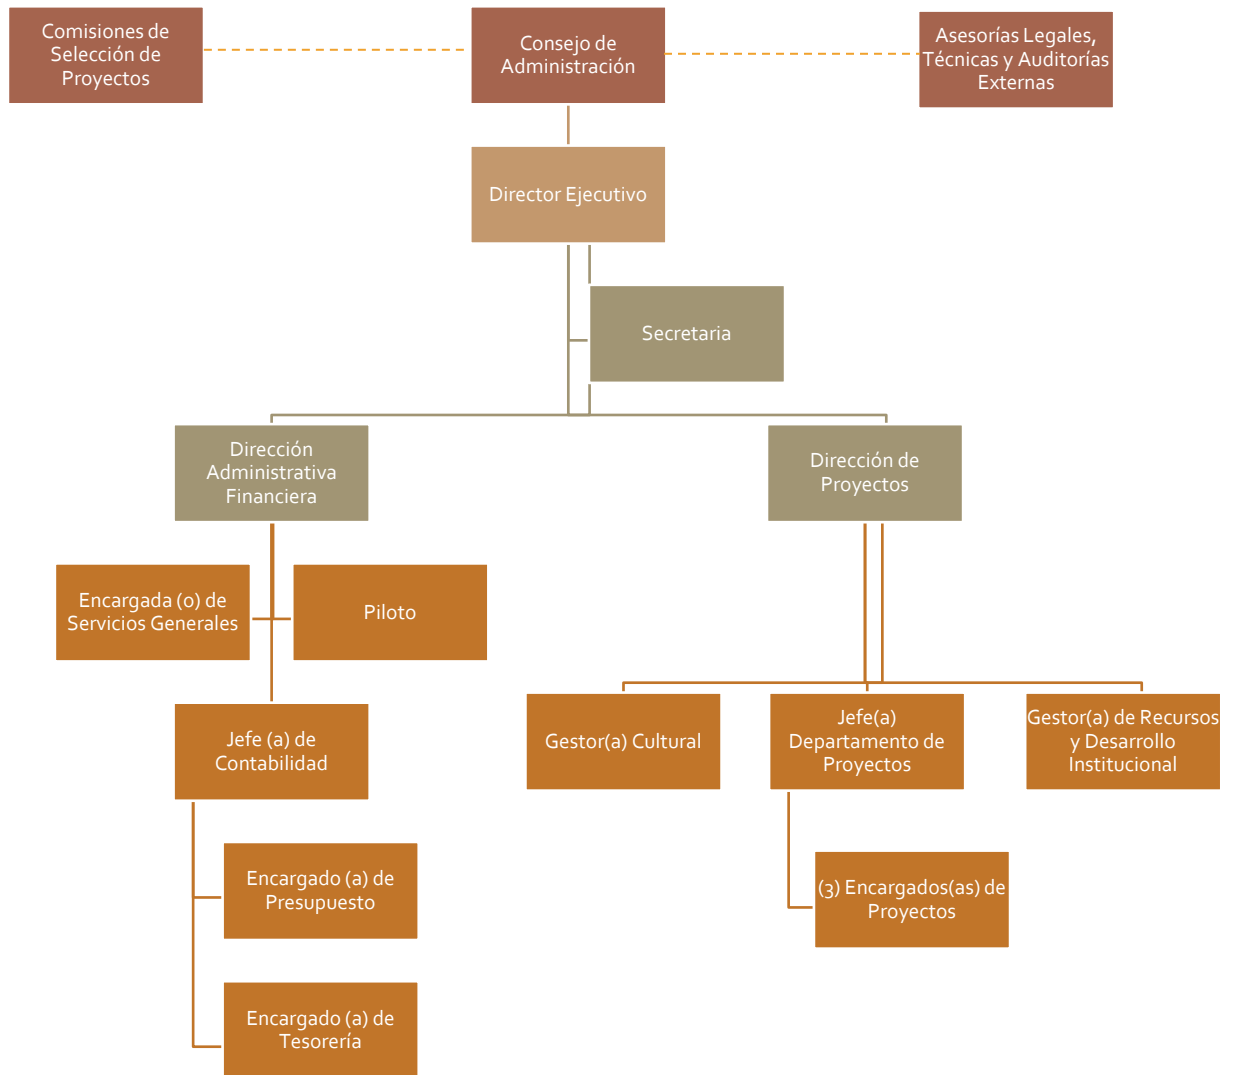 Comisiones de
Selección de
Proyectos
Consejo de
Administración
Asesorías Legales,
Técnicas y Auditorías
Externas
Director Ejecutivo
Secretaria
Dirección
Administrativa
Financiera
Dirección de
Proyectos
Encargada (o) de
Servicios Generales
Piloto
Jefe (a) de
Contabilidad
Gestor(a) Cultural
Jefe(a)
Departamento de
Proyectos
Gestor(a) de Recursos
y Desarrollo
Institucional
Encargado (a) de
Presupuesto
(3) Encargados(as) de
Proyectos
Encargado (a) de
Tesorería